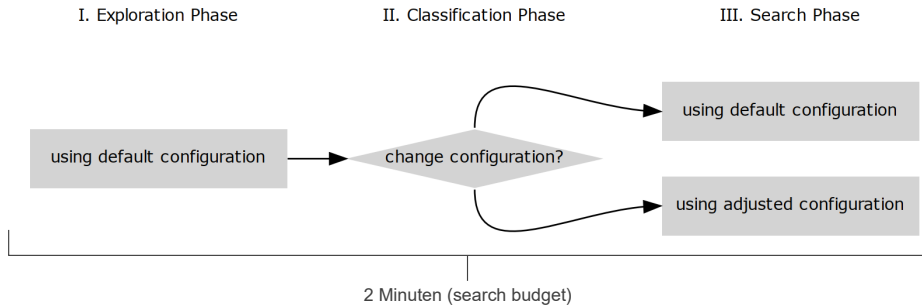 I. Exploration Phase
II. Classification Phase
III. Search Phase
using default configuration
change configuration?
using default configuration
using adjusted configuration
2 Minuten (search budget)